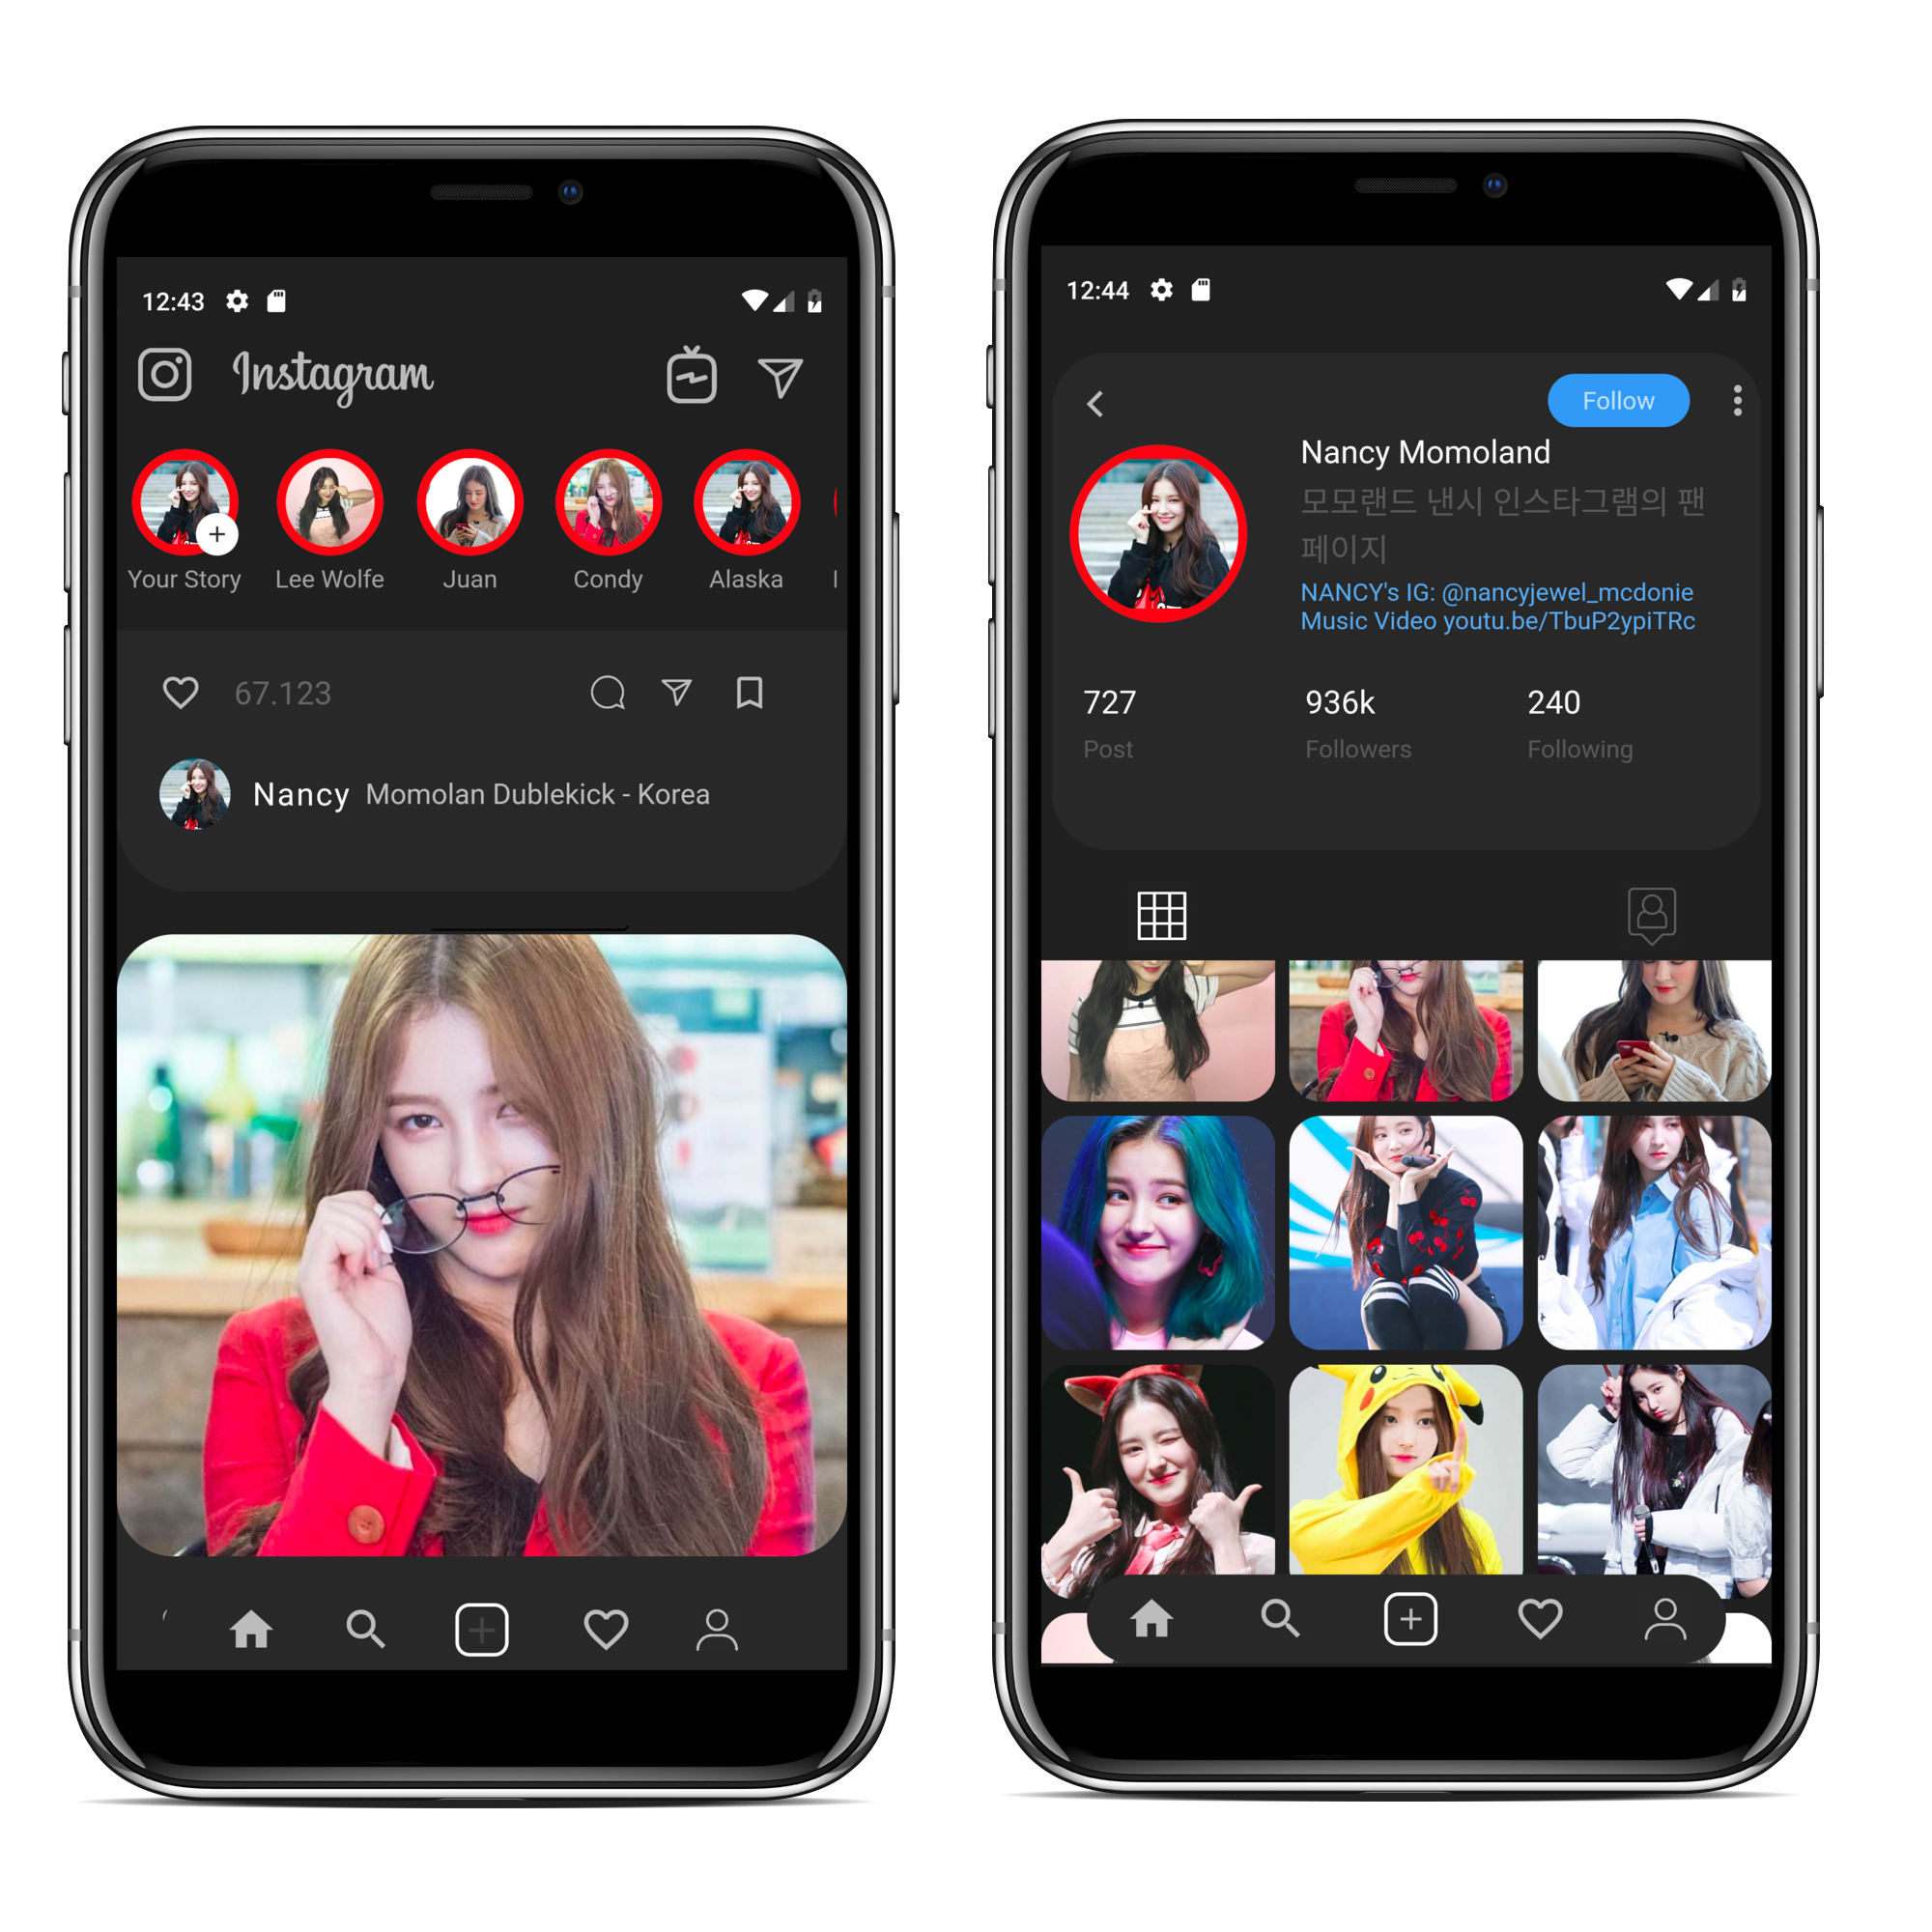 12:43
Instagram
Your Story
Lee Wolfe
Juan
Condy
Alaska
67.123
Nancy Momolan Dublekick - Korea
12:44
Follow
Nancy Momoland
모모랜드 낸시 인스타그램의 팬
페이지
NANCY's IG: @nancyjewel_mcdonie
Music Video youtu.be/TbuP2ypiTRc
727
936k
240
Post
Followers
Following